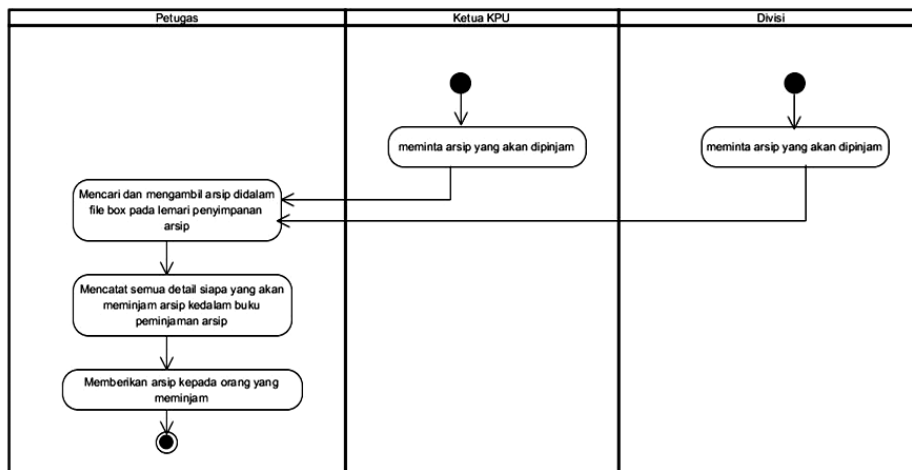 Petugas
Ketua KPU
Divisi
meminta arsip yang akan dipinjam
meminta arsip yang akan dipinjam
Mencari dan mengambil arsip didalam
file box pada lemari penyimpanan
arsip
Mencatat semua detail siapa yang akan
meminjam arsip kedalam buku
peminjaman arsip
Memberikan arsip kepada orang yang
meminjam